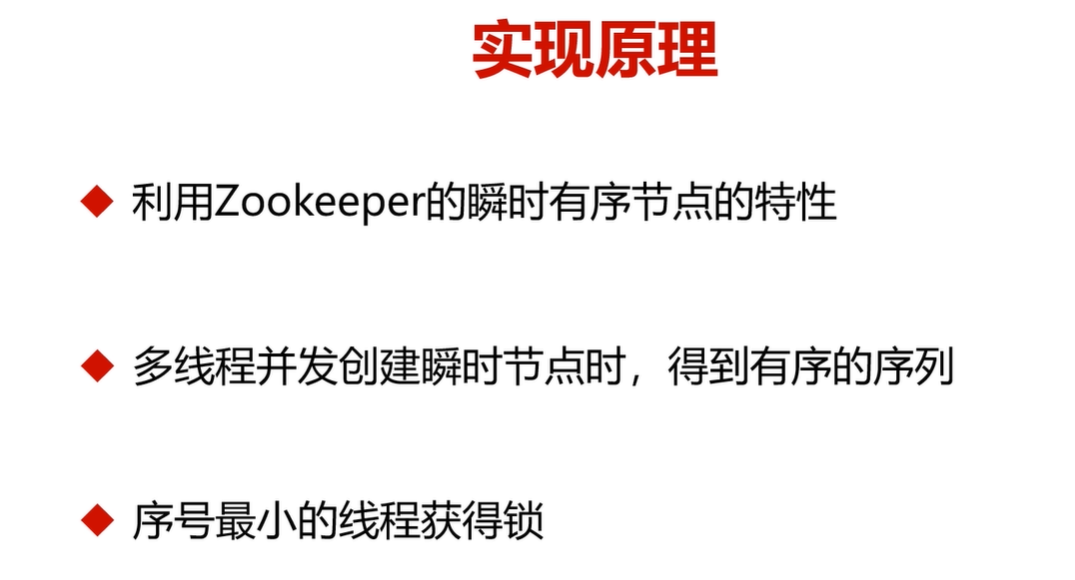 实现原理
利用Zookeeper的瞬时有序节点的特性
多线程并发创建瞬时节点时，得到有序的序列
序号最小的线程获得锁